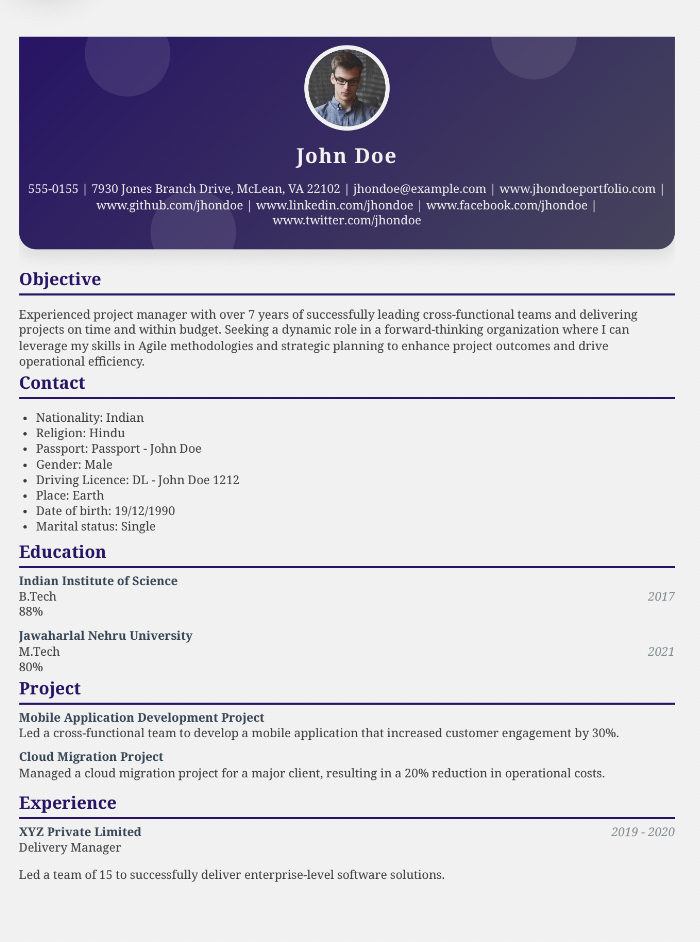 John Doe
555-0155 | 7930 Jones Branch Drive, McLean, VA 22102 | jhondoe@example.com | www.jhondoeportfolio.com |
www.github.com/jhondoe | www.linkedin.com/jhondoe | www.facebook.com/jhondoe |
www.twitter.com/jhondoe
Objective
Experienced project manager with over 7 years of successfully leading cross-functional teams and delivering
projects on time and within budget. Seeking a dynamic role in a forward-thinking organization where I can
leverage my skills in Agile methodologies and strategic planning to enhance project outcomes and drive
operational efficiency.
Contact
• Nationality: Indian
• Religion: Hindu
• Passport: Passport - John Doe
• Gender: Male
• Driving Licence: DL - John Doe 1212
• Place: Earth
• Date of birth: 19/12/1990
• Marital status: Single
Education
Indian Institute of Science
B.Tech 2017
88%
Jawaharlal Nehru University
M.Tech 2021
80%
Project
Mobile Application Development Project
Led a cross-functional team to develop a mobile application that increased customer engagement by 30%.
Cloud Migration Project
Managed a cloud migration project for a major client, resulting in a 20% reduction in operational costs.
Experience
XYZ Private Limited 2019 - 2020
Delivery Manager
Led a team of 15 to successfully deliver enterprise-level software solutions.